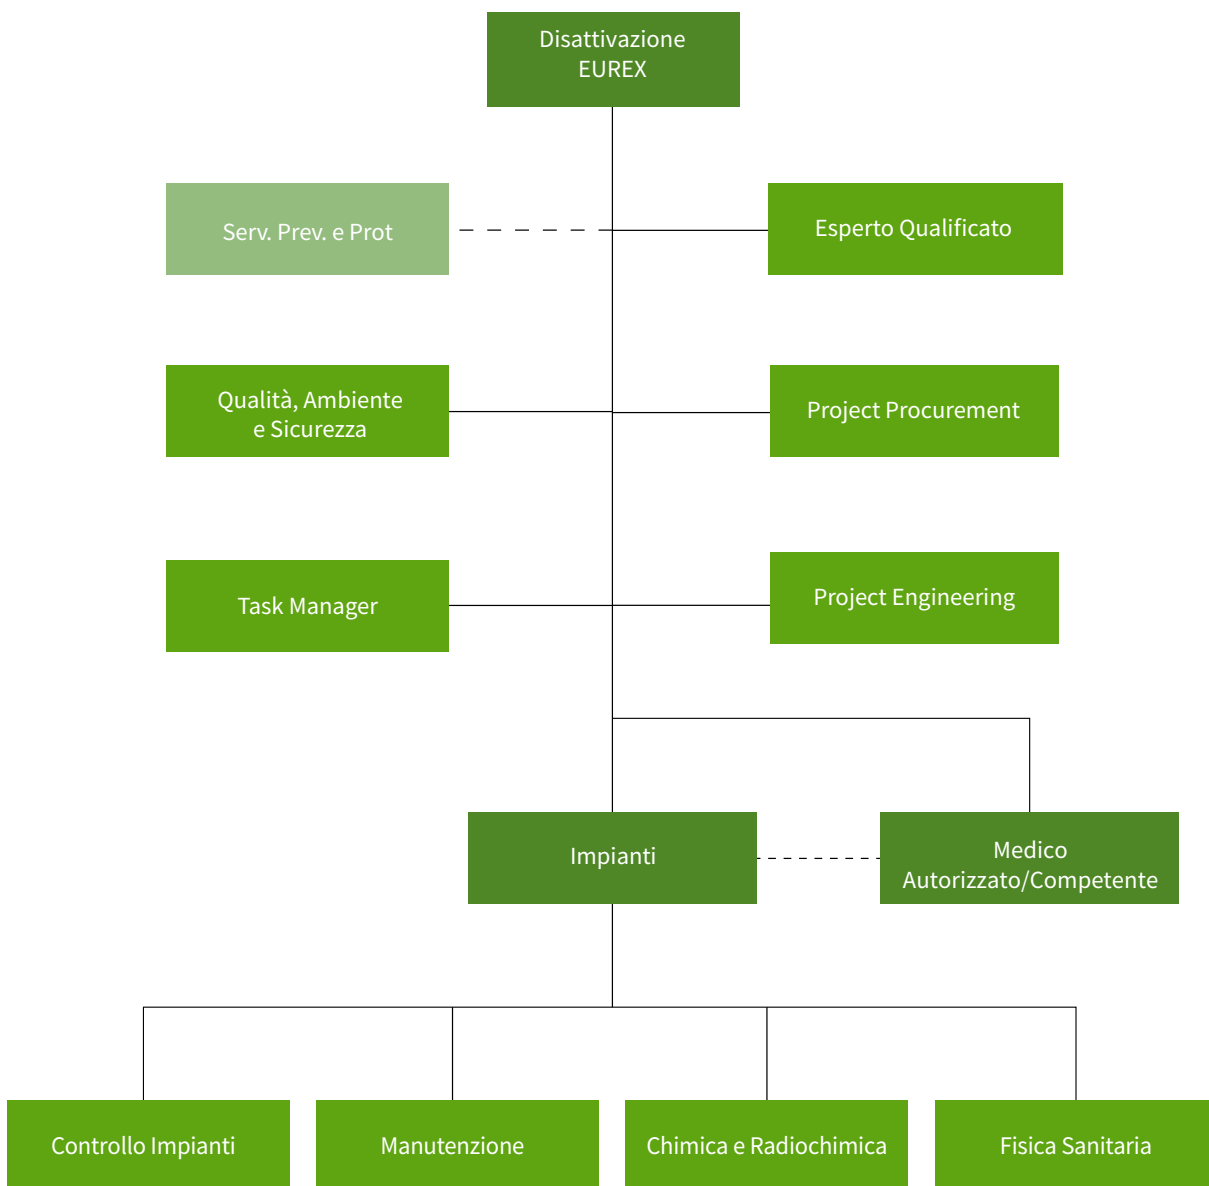 Disattivazione
EUREX
Serv. Prev. e Prot
Esperto Qualificato
Qualità, Ambiente
e Sicurezza
Project Procurement
Task Manager
Project Engineering
Impianti
Medico
Autorizzato/Competente
Controllo Impianti
Manutenzione
Chimica e Radiochimica
Fisica Sanitaria